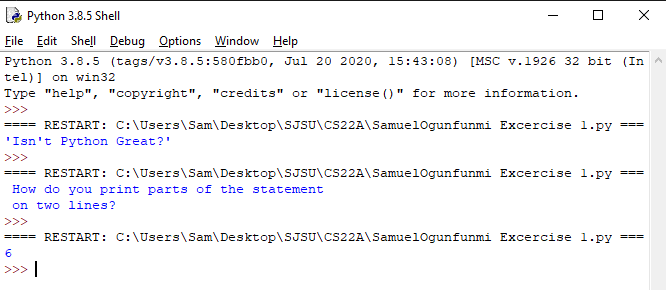 Python 3.8.5 Shell
File Edit Shell Debug Options Window Help
Python 3.8.5 (tags/v3.8.5:580fbb0, Jul 20 2020, 15:43:08) [MSC v.1926 32 bit (In
tel)] on win32
Type "help", "copyright", "credits" or "license()" for more information.
>>>
==== RESTART: C:\Users\Sam\Desktop\SJSU\CS22A\SamuelOgunfunmi Excercise 1.py ===
'Isn't Python Great?'
>>>
==== RESTART: C:\Users\Sam\Desktop\SJSU\CS22A\SamuelOgunfunmi Excercise 1.py ===
 How do you print parts of the statement
 on two lines?
>>>
==== RESTART: C:\Users\Sam\Desktop\SJSU\CS22A\SamuelOgunfunmi Excercise 1.py ===
6
>>>